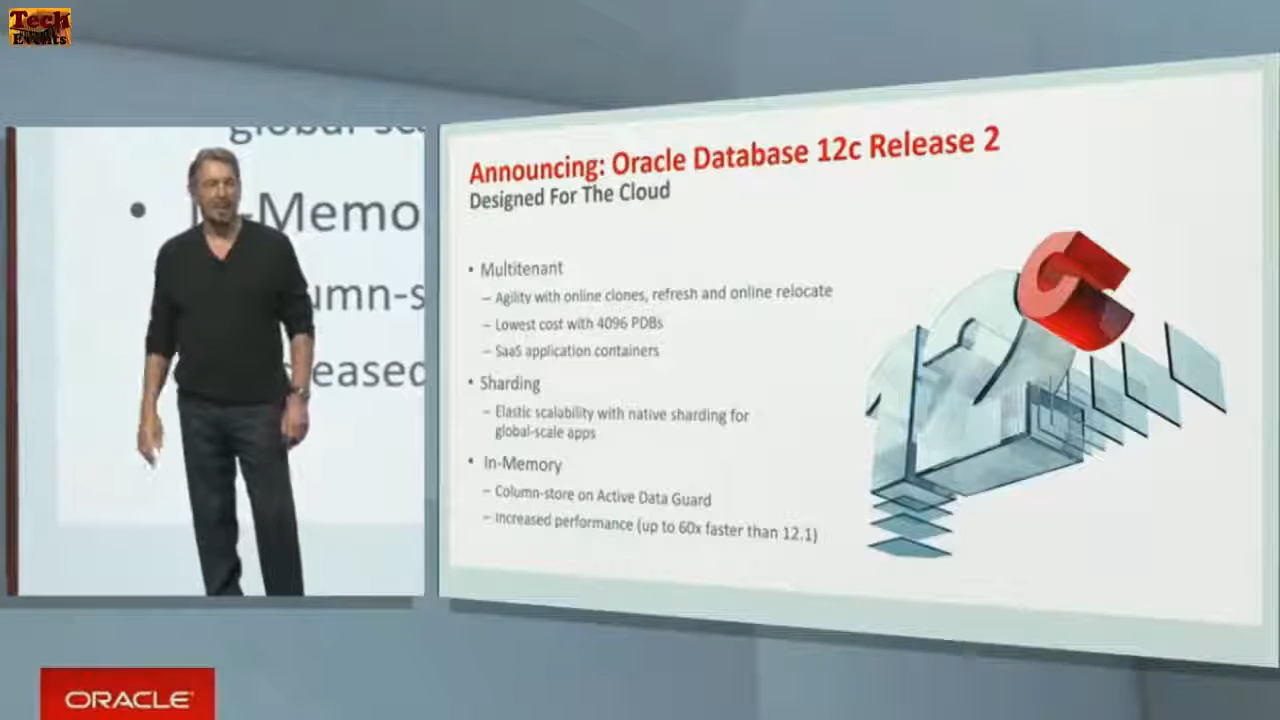 Tech
Events
global-sca
Memo
umn-s
eased
Announcing: Oracle Database 12c Release 2
Designed For The Cloud
• Multitenant
– Agility with online clones, refresh and online relocate
– Lowest cost with 4096 PDBs
– SaaS application containers
• Sharding
– Elastic scalability with native sharding for
global-scale apps
• In-Memory
– Column-store on Active Data Guard
– Increased performance (up to 60x faster than 12.1)
ORACLE